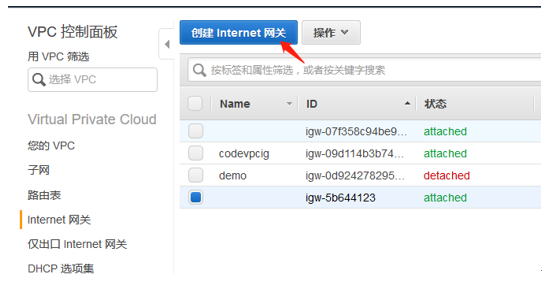 VPC 控制面板
用 VPC 筛选
选择 VPC
Virtual Private Cloud
您的 VPC
子网
路由表
Internet 网关
仅出口 Internet 网关
DHCP 选项集
创建 Internet 网关
操作
按标签和属性筛选，或者按关键字搜索
Name ID 状态
igw-07f358c94be9... attached
codevpcig igw-09d114b3b74... attached
demo igw-0d924278295... detached
igw-5b644123 attached